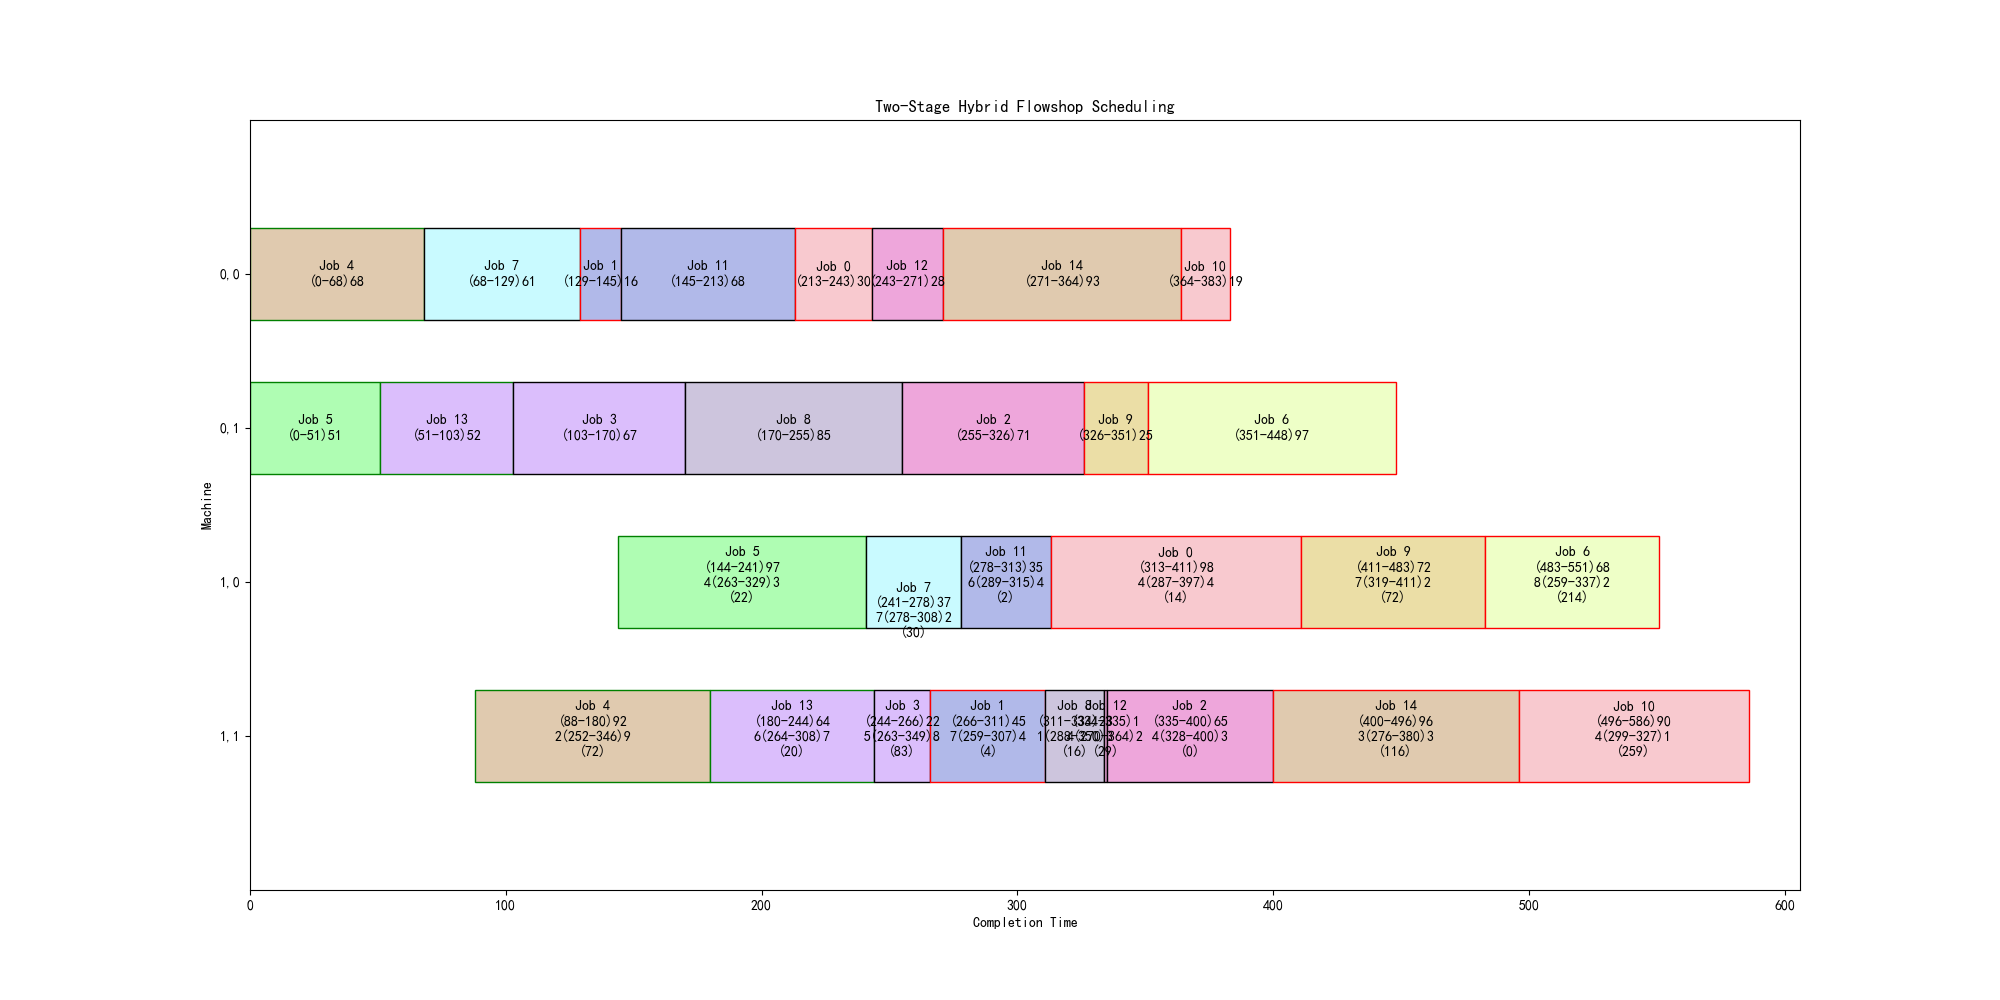 Two-Stage Hybrid Flowshop Scheduling
0,0
Job 4
(0-68)68
Job 7
(68-129)61
Job 1
(129-145)16
Job 11
(145-213)68
Job 0
(213-243)30
Job 12
(243-271)28
Job 14
(271-364)93
Job 10
(364-383)19
0,1
Job 5
(0-51)51
Job 13
(51-103)52
Job 3
(103-170)67
Job 8
(170-255)85
Job 2
(255-326)71
Job 9
(326-351)25
Job 6
(351-448)97
Machine
1,0
Job 5
(144-241)97
4(263-329)3
(22)
Job 7
(241-278)37
7(278-308)2
(30)
Job 11
(278-313)35
6(289-315)4
(2)
Job 0
(313-411)98
4(287-397)4
(14)
Job 9
(411-483)72
7(319-411)2
(72)
Job 6
(483-551)68
8(259-337)2
(214)
1,1
Job 4
(88-180)92
2(252-346)9
(72)
Job 13
(180-244)64
6(264-308)7
(20)
Job 3
(244-266)22
5(263-349)8
(83)
Job 1
(266-311)45
7(259-307)4
(4)
Job 8
(16)
Job 12
(334-335)1
(29)
Job 2
(335-400)65
4(328-400)3
(0)
Job 14
(400-496)96
3(276-380)3
(116)
Job 10
(496-586)90
4(299-327)1
(259)
0
100
200
300
400
500
600
Completion Time